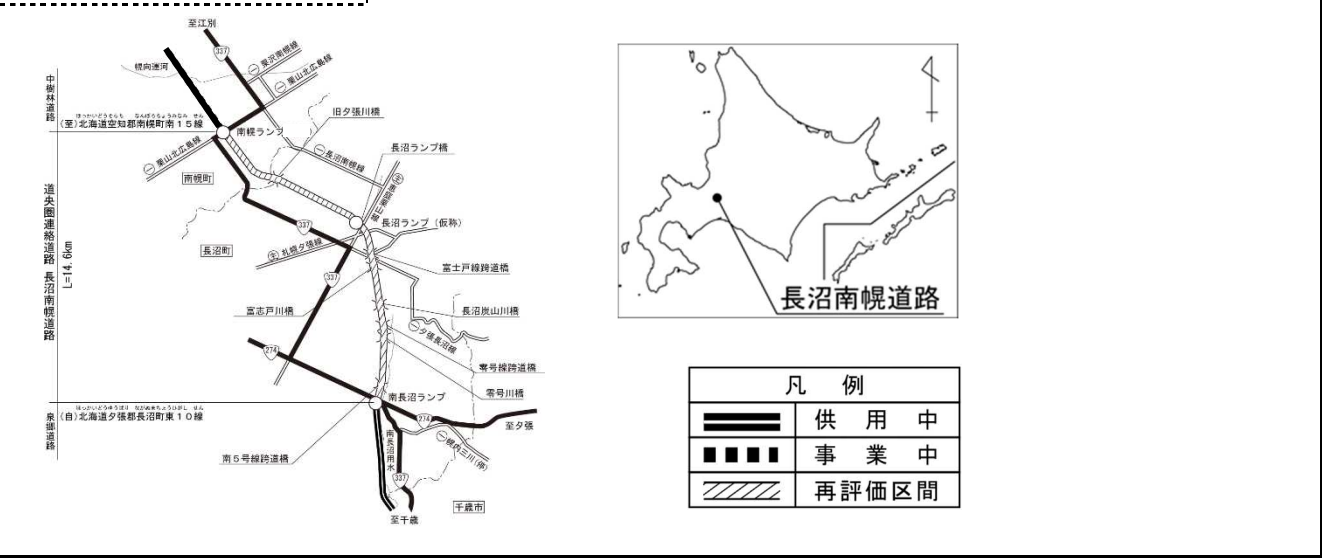 至江別
337
幌向運河
栗沢南幌線
栗山北広島線
中樹林道路
(至)北海道空知郡南幌町南15線
南幌ランプ
旧夕張川橋
栗山北広島線
長沼南幌線
長沼ランプ橋
南幌町
長沼ランプ(仮称)
337
長沼町
札幌夕張線
富士戸線跨道橋
337
道央圏連絡道路 長沼南幌道路
L=14.6km
富志戸川橋
長沼炭山川橋
夕張長沼線
274
零号線跨道橋
零号川橋
南長沼ランプ
(自)北海道夕張郡長沼町東10線
泉郷道路
274
至夕張
南長沼用水
幌内三川(停)
南5号線跨道橋
337
千歳市
至千歳
長沼南幌道路
凡 例
供 用 中
事 業 中
再評価区間